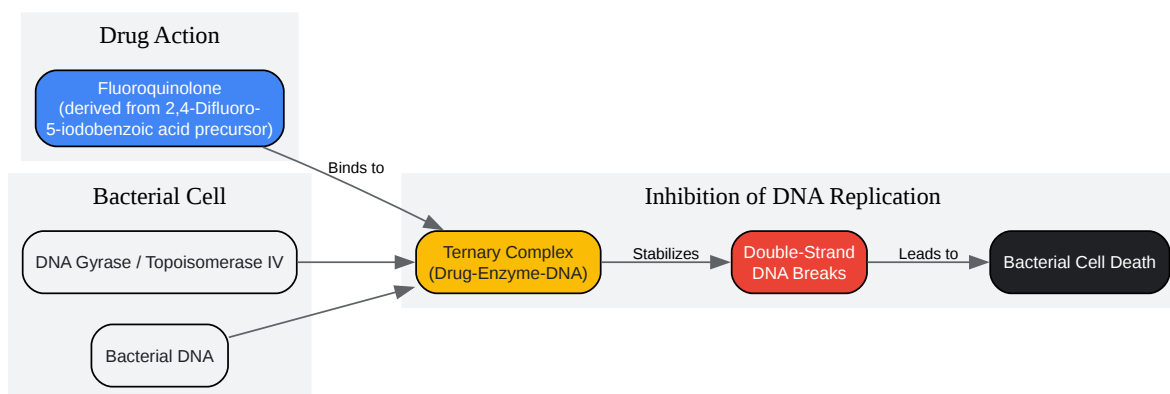 Drug Action
Fluoroquinolone
(derived from 2,4-Difluoro-
5-iodobenzoic acid precursor)
Binds to
Bacterial Cell
DNA Gyrase / Topoisomerase IV
Bacterial DNA
Inhibition of DNA Replication
Ternary Complex
(Drug-Enzyme-DNA)
Stabilizes
Double-Strand
DNA Breaks
Leads to
Bacterial Cell Death